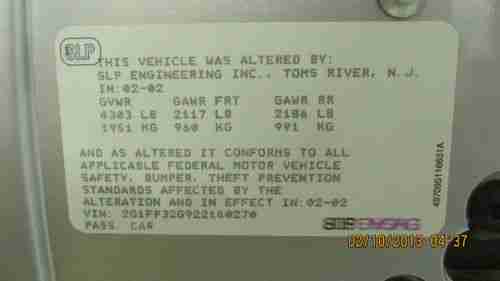 SLP
THIS VEHICLE WAS ALTERED BY:
SLP ENGINEERING INC., TOMS RIVER, N.J.
IN:02-02
GVWR GAWR FRT GAWR RR
4303 LB 2117 LB 2186 LB
1951 KG 960 KG 991 KG
AND AS ALTERED IT CONFORMS TO ALL
APPLICABLE FEDERAL MOTOR VEHICLE
SAFETY, BUMPER, THEFT PREVENTION
STANDARDS AFFECTED BY THE
ALTERATION AND IN EFFECT IN:02-02
VIN: 2G1FP32G922160270
PASS. CAR
02/10/2013 04:37